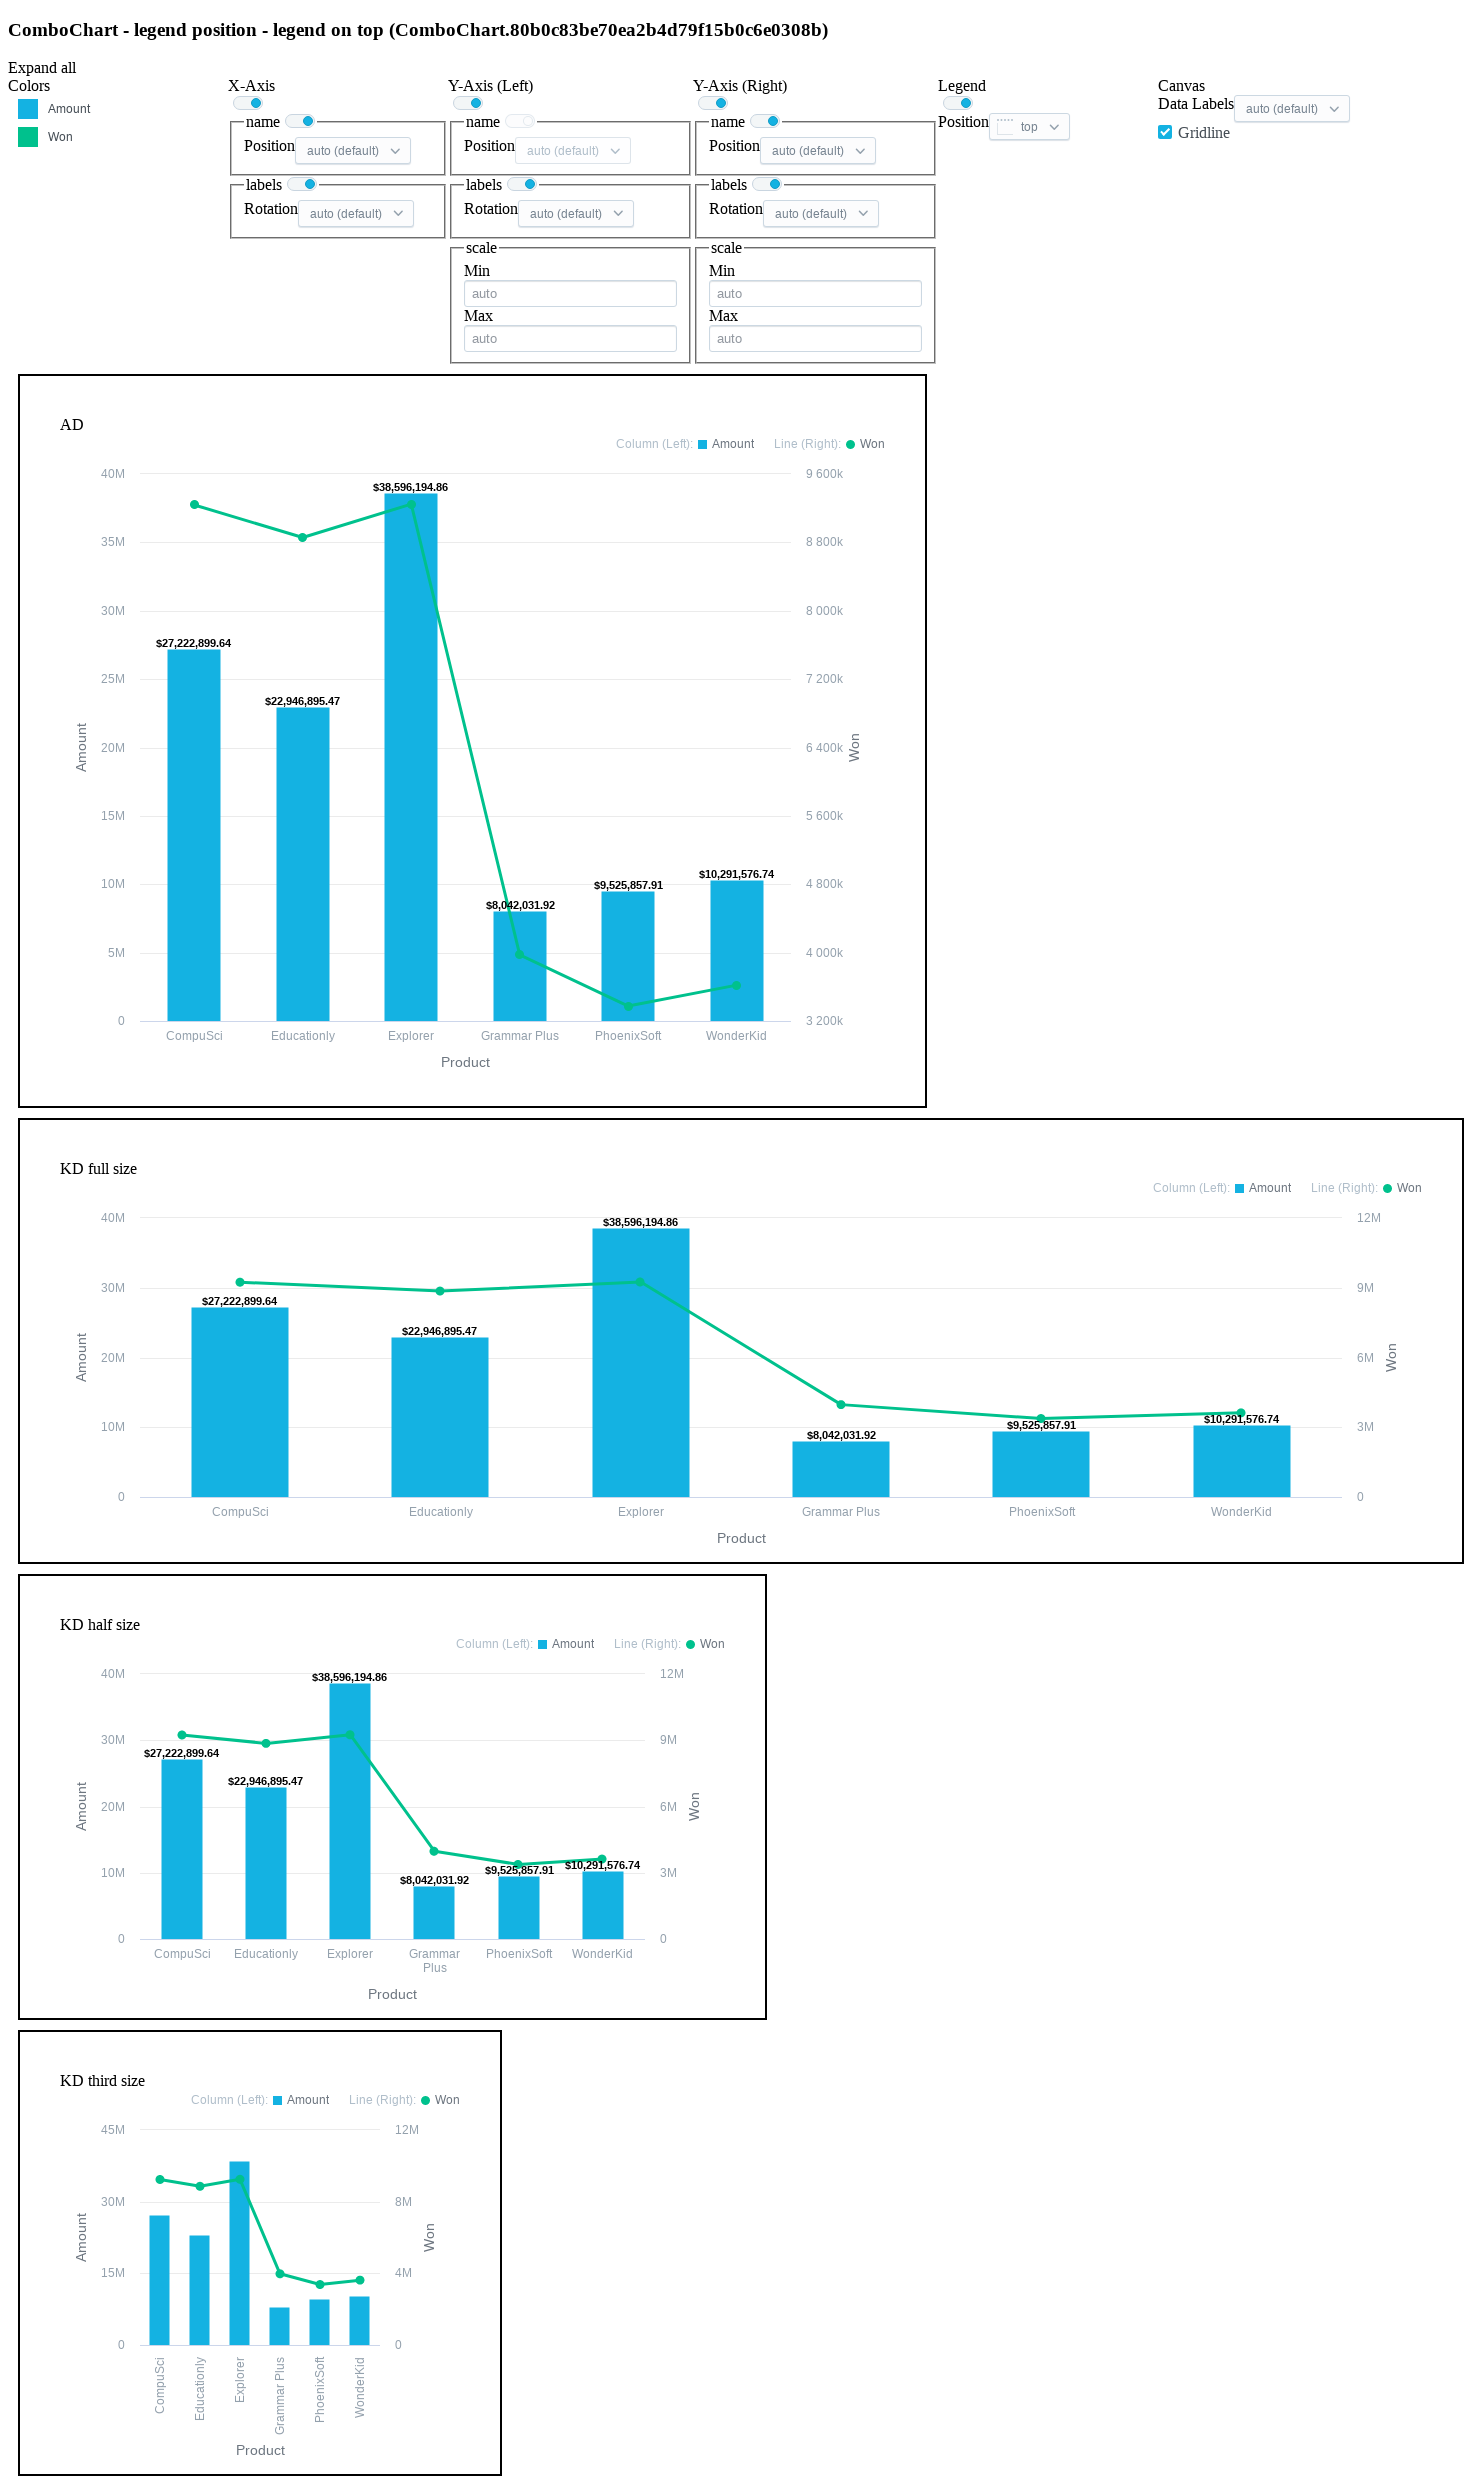 ComboChart - legend position - legend on top (ComboChart.80b0c83be70ea2b4d79f15b0c6e0308b)
Expand all
Colors
Amount
Won
X-Axis
name
Position auto (default)
labels
Rotation auto (default)
Y-Axis (Left)
name
Position auto (default)
labels
Rotation auto (default)
scale
Min
auto
Max
auto
Y-Axis (Right)
name
Position auto (default)
labels
Rotation auto (default)
scale
Min
auto
Max
auto
Legend
Position top
Canvas
Data Labels auto (default)
Gridline
AD
Column (Left): Amount Line (Right): Won
40M
35M
30M
25M
20M
15M
10M
5M
0
Amount
$27,222,899.64
$22,946,895.47
$38,596,194.86
$8,042,031.92
$9,525,857.91
$10,291,576.74
9 600k
8 800k
8 000k
7 200k
6 400k
5 600k
4 800k
4 000k
3 200k
Won
CompuSci Educationly Explorer Grammar Plus PhoenixSoft WonderKid
Product
KD full size
Column (Left): Amount Line (Right): Won
40M
30M
20M
10M
0
Amount
$27,222,899.64
$22,946,895.47
$38,596,194.86
$8,042,031.92
$9,525,857.91
$10,291,576.74
12M
9M
6M
3M
0
Won
CompuSci Educationly Explorer Grammar Plus PhoenixSoft WonderKid
Product
KD half size
Column (Left): Amount Line (Right): Won
40M
30M
20M
10M
0
Amount
$27,222,899.64
$22,946,895.47
$38,596,194.86
$8,042,031.92
$9,525,857.91
$10,291,576.74
12M
9M
6M
3M
0
Won
CompuSci Educationly Explorer Grammar Plus PhoenixSoft WonderKid
Product
KD third size
Column (Left): Amount Line (Right): Won
45M
30M
15M
0
Amount
12M
8M
4M
0
Won
CompuSci
Educationly
Explorer
Grammar Plus
PhoenixSoft
WonderKid
Product